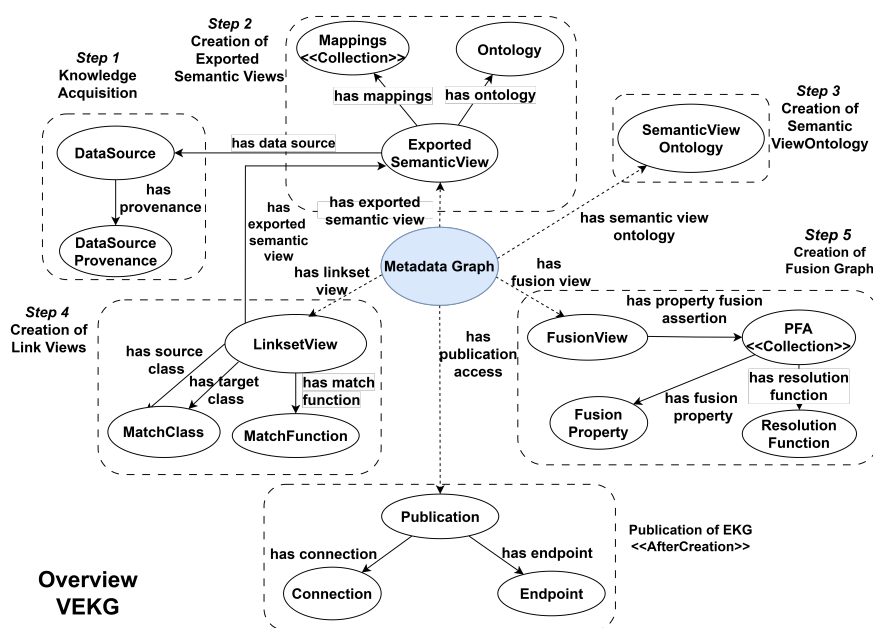 Step 1
Knowledge
Acquisition
Step 2
Creation of
Exported
Semantic Views
Mappings
<<Collection>>
Ontology
has mappings
has ontology
Exported
SemanticView
Step 3
Creation of
Semantic
ViewOntology
SemanticView
Ontology
DataSource
has data source
has
provenance
DataSource
Provenance
has
exported
semantic
view
has exported
semantic view
has semantic view
ontology
Metadata Graph
has linkset
view
has
fusion view
has
publication
access
Step 4
Creation of
Link Views
LinksetView
has source
class
has target
class
has match
function
MatchClass
MatchFunction
Step 5
Creation of
Fusion Graph
has property fusion
assertion
FusionView
PFA
<<Collection>>
has fusion
property
has resolution
function
Fusion
Property
Resolution
Function
Publication
has connection
has endpoint
Connection
Endpoint
Publication of EKG
<<AfterCreation>>
Overview
VEKG